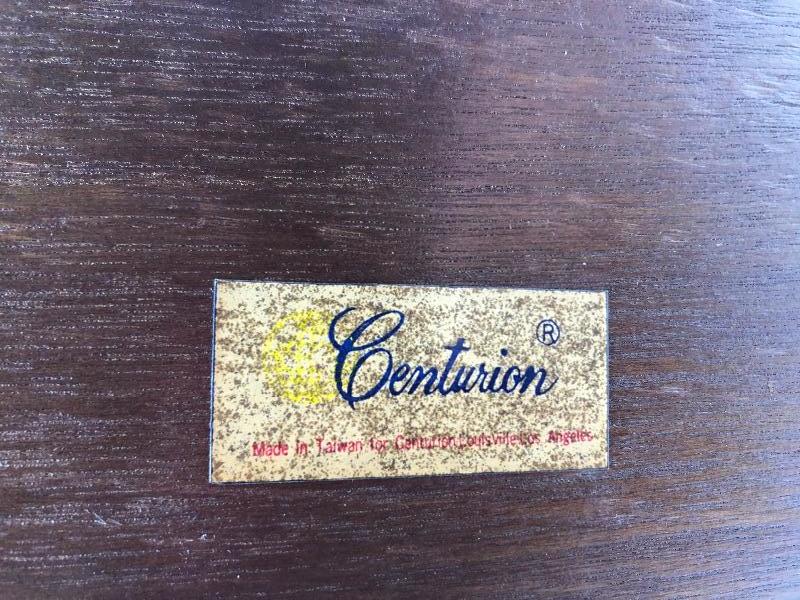 Centurion ®
Made in Taiwan for Centurion Louisville-Los Angeles